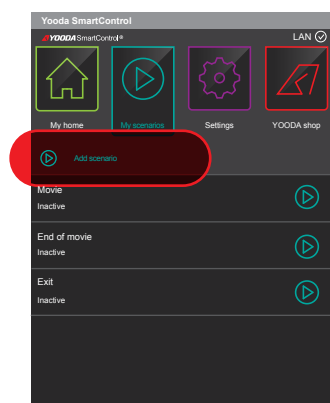 Yooda SmartControl
YOODA SmartControl® LAN
My home My scenarios Settings YOODA shop
Add scenario
Movie
Inactive
End of movie
Inactive
Exit
Inactive